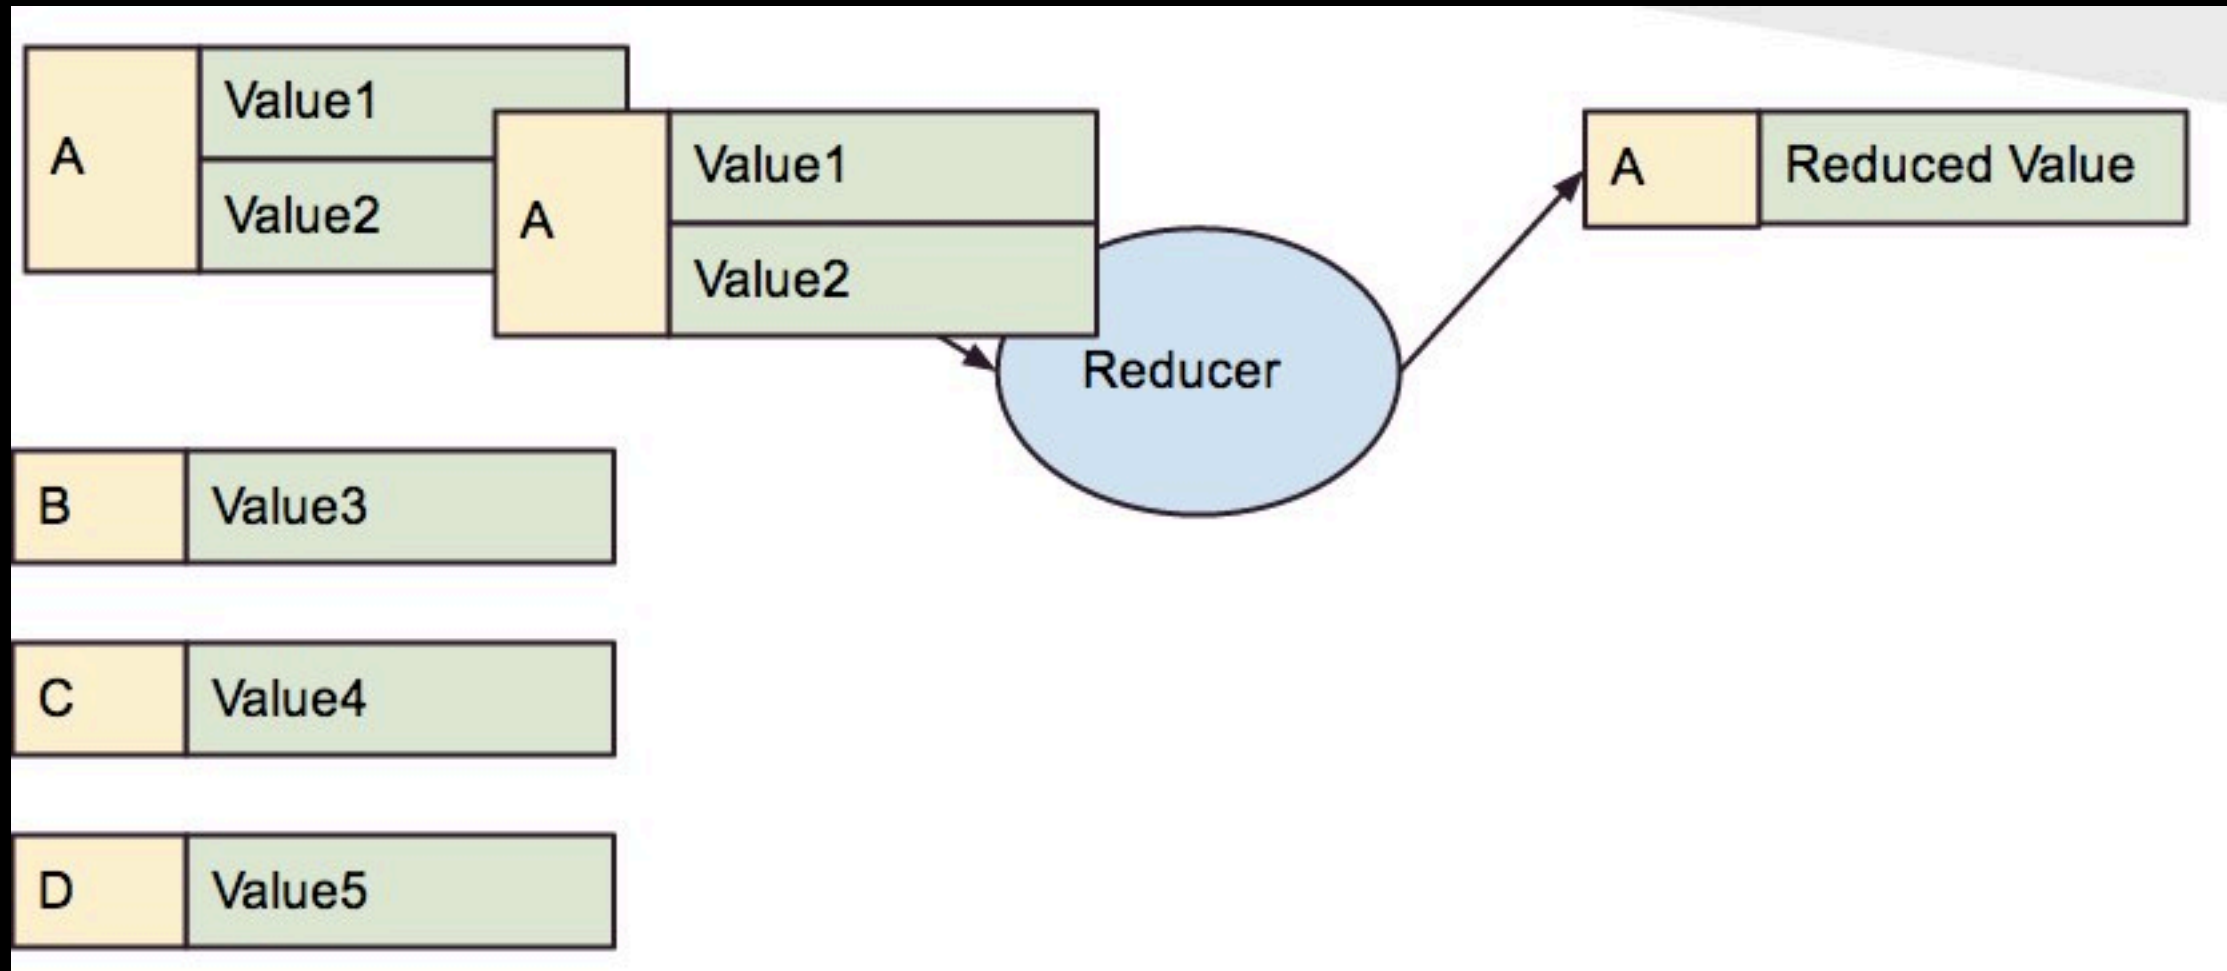 A
Value1
Value2
A
Value1
Value2
Reducer
A
Reduced Value
B
Value3
C
Value4
D
Value5